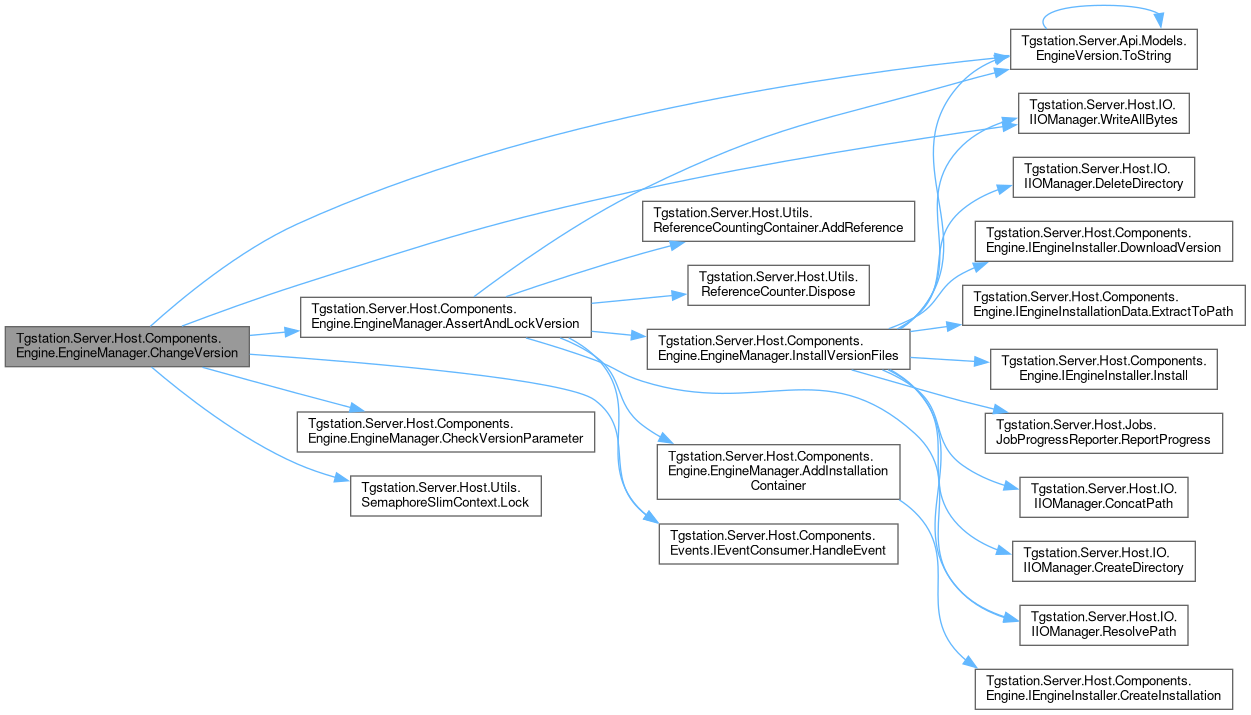 Tgstation.Server.Api.Models.
EngineVersion.ToString
Tgstation.Server.Host.IO.
IIOManager.WriteAllBytes
Tgstation.Server.Host.IO.
IIOManager.DeleteDirectory
Tgstation.Server.Host.Utils.
ReferenceCountingContainer.AddReference
Tgstation.Server.Host.Components.
Engine.IEngineInstaller.DownloadVersion
Tgstation.Server.Host.Utils.
ReferenceCounter.Dispose
Tgstation.Server.Host.Components.
Engine.IEngineInstallationData.ExtractToPath
Tgstation.Server.Host.Components.
Engine.EngineManager.AssertAndLockVersion
Tgstation.Server.Host.Components.
Engine.EngineManager.ChangeVersion
Tgstation.Server.Host.Components.
Engine.EngineManager.InstallVersionFiles
Tgstation.Server.Host.Components.
Engine.IEngineInstaller.Install
Tgstation.Server.Host.Components.
Engine.EngineManager.CheckVersionParameter
Tgstation.Server.Host.Jobs.
JobProgressReporter.ReportProgress
Tgstation.Server.Host.Components.
Engine.EngineManager.AddInstallation
Container
Tgstation.Server.Host.Utils.
SemaphoreSlimContext.Lock
Tgstation.Server.Host.IO.
IIOManager.ConcatPath
Tgstation.Server.Host.Components.
Events.IEventConsumer.HandleEvent
Tgstation.Server.Host.IO.
IIOManager.CreateDirectory
Tgstation.Server.Host.IO.
IIOManager.ResolvePath
Tgstation.Server.Host.Components.
Engine.IEngineInstaller.CreateInstallation